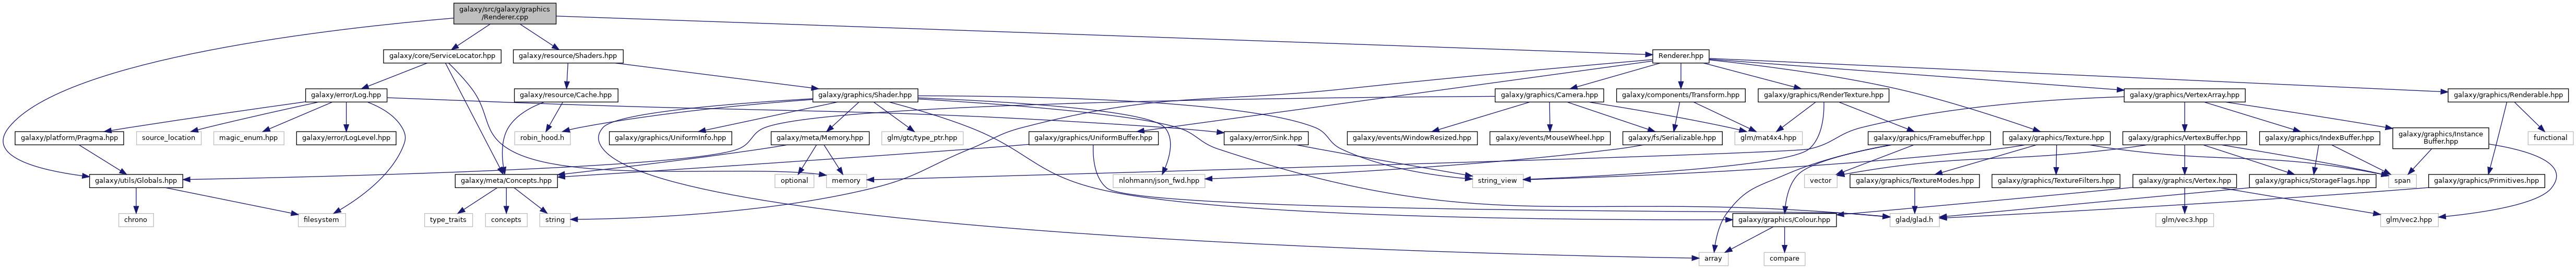 galaxy/src/galaxy/graphics
/Renderer.cpp
galaxy/core/ServiceLocator.hpp
galaxy/resource/Shaders.hpp
Renderer.hpp
galaxy/error/Log.hpp
galaxy/resource/Cache.hpp
galaxy/graphics/Shader.hpp
galaxy/graphics/Camera.hpp
galaxy/components/Transform.hpp
galaxy/graphics/RenderTexture.hpp
galaxy/graphics/VertexArray.hpp
galaxy/graphics/Renderable.hpp
galaxy/platform/Pragma.hpp
source_location
magic_enum.hpp
galaxy/error/LogLevel.hpp
robin_hood.h
galaxy/graphics/UniformInfo.hpp
galaxy/meta/Memory.hpp
glm/gtc/type_ptr.hpp
galaxy/graphics/UniformBuffer.hpp
galaxy/error/Sink.hpp
galaxy/events/WindowResized.hpp
galaxy/events/MouseWheel.hpp
galaxy/fs/Serializable.hpp
glm/mat4x4.hpp
galaxy/graphics/Framebuffer.hpp
galaxy/graphics/Texture.hpp
galaxy/graphics/VertexBuffer.hpp
galaxy/graphics/IndexBuffer.hpp
galaxy/graphics/Instance
Buffer.hpp
functional
galaxy/utils/Globals.hpp
galaxy/meta/Concepts.hpp
optional
memory
nlohmann/json_fwd.hpp
string_view
vector
galaxy/graphics/TextureModes.hpp
galaxy/graphics/TextureFilters.hpp
galaxy/graphics/Vertex.hpp
galaxy/graphics/StorageFlags.hpp
span
galaxy/graphics/Primitives.hpp
chrono
filesystem
type_traits
concepts
string
galaxy/graphics/Colour.hpp
glad/glad.h
glm/vec3.hpp
glm/vec2.hpp
array
compare